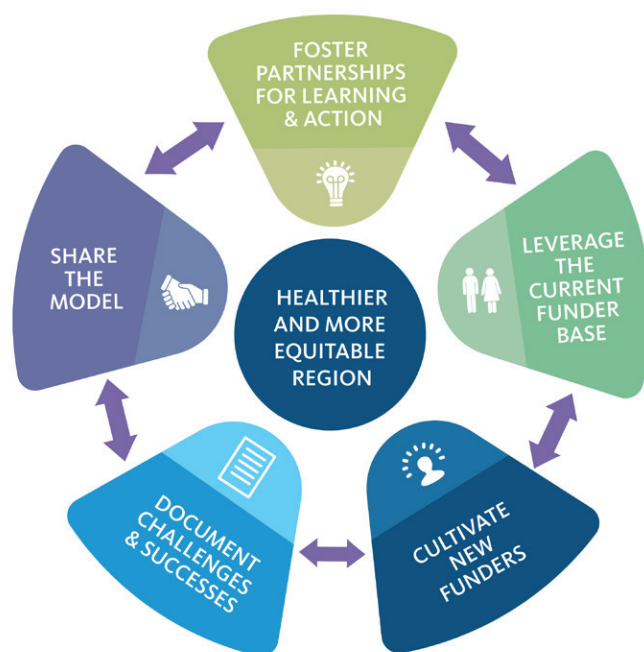 FOSTER
PARTNERSHIPS
FOR LEARNING
& ACTION
LEVERAGE
THE
CURRENT
FUNDER
BASE
CULTIVATE
NEW
FUNDERS
DOCUMENT
CHALLENGES
& SUCCESSES
SHARE
THE
MODEL
HEALTHIER
AND MORE
EQUITABLE
REGION